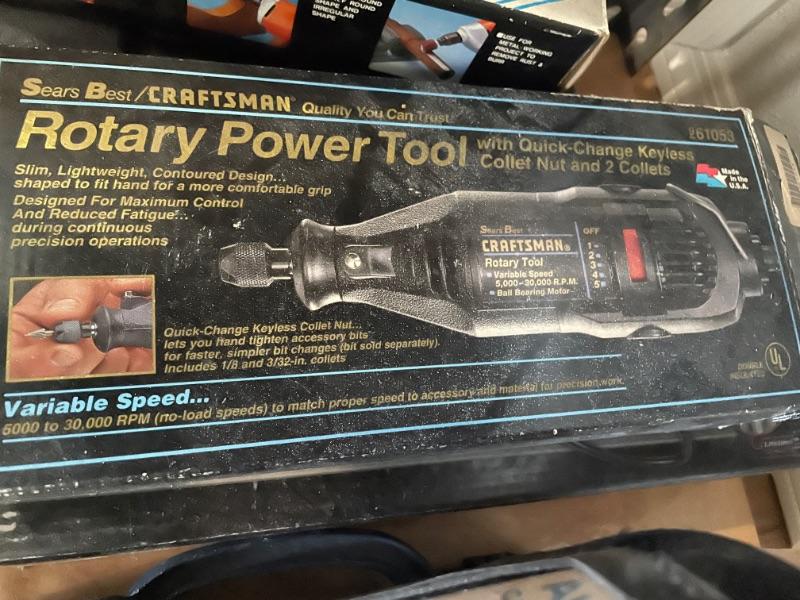 SHAPE AND
IRREGULAR
SHAPE
USE FOR
METAL WORKING
PROJECT TO
REMOVE RUST &
BURR
Sears Best/CRAFTSMAN Quality You Can Trust
Rotary Power Tool with Quick-Change Keyless
Collet Nut and 2 Collets
261053
Made
in the
U.S.A.
Slim, Lightweight, Contoured Design...
shaped to fit hand for a more comfortable grip
Designed For Maximum Control
And Reduced Fatigue...
during continuous
precision operations
Sears Best
CRAFTSMAN®
Rotary Tool
Variable Speed
5,000-30,000 R.P.M.
Ball Bearing Motor
OFF
1
2
3
4
5
Quick-Change Keyless Collet Nut...
lets you hand tighten accessory bits
for faster, simpler bit changes (bit sold separately).
Includes 1/8 and 3/32-in. collets
DOUBLE
INSULATED
UL
Variable Speed...
5000 to 30,000 RPM (no-load speeds) to match proper speed to accessory and material for precision work.